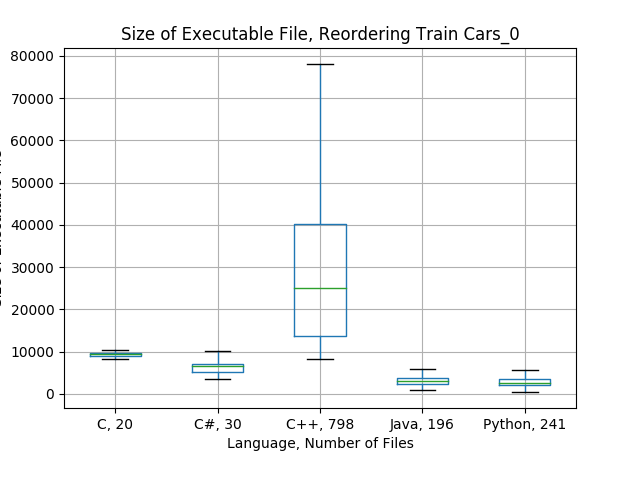 Size of Executable File, Reordering Train Cars_0
80000
70000
60000
50000
40000
30000
20000
10000
0
C, 20
C#, 30
C++, 798
Java, 196
Python, 241
Language, Number of Files